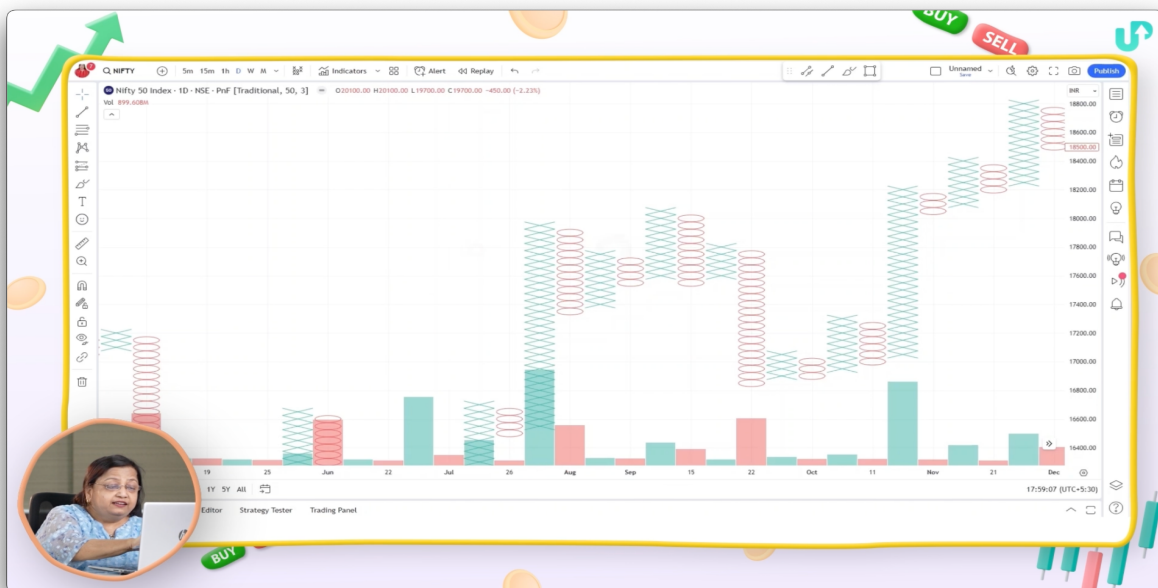 BUY
SELL
UP
NIFTY 5m 15m 1h D W M Indicators Alert Replay Unnamed Save Publish
Nifty 50 Index · 1D · NSE · PnF [Traditional, 50, 3] O20100.00 H20100.00 L19700.00 C19700.00 −450.00 (−2.23%)
Vol 899.608M
INR
18800.00
18600.00
18500.00
18400.00
18200.00
18000.00
17800.00
17600.00
17400.00
17200.00
17000.00
16800.00
16600.00
16400.00
19 25 Jun 22 Jul 26 Aug Sep 15 22 Oct 11 Nov 21 Dec
1Y 5Y All 17:59:07 (UTC+5:30)
Editor Strategy Tester Trading Panel
BUY